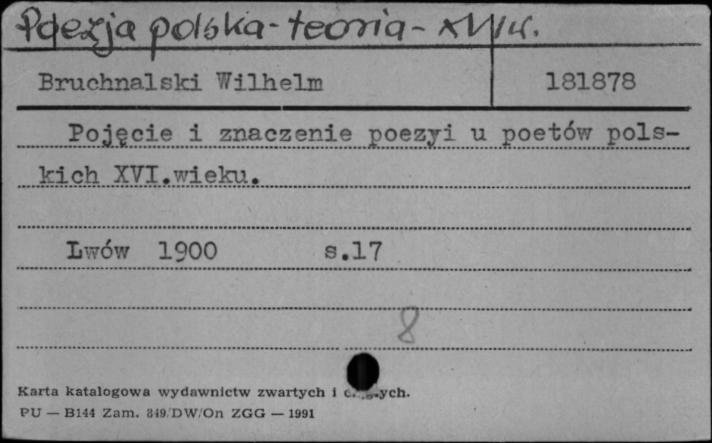 Poezja polska - teoria - XVI w.
Bruchnalski Wilhelm 181878
Pojęcie i znaczenie poezyi u poetów pols-
kich XVI.wieku.
Lwów 1900 s.17
8
Karta katalogowa wydawnictw zwartych i
PU — B144 Zam. 849/DW/On ZGG — 1991